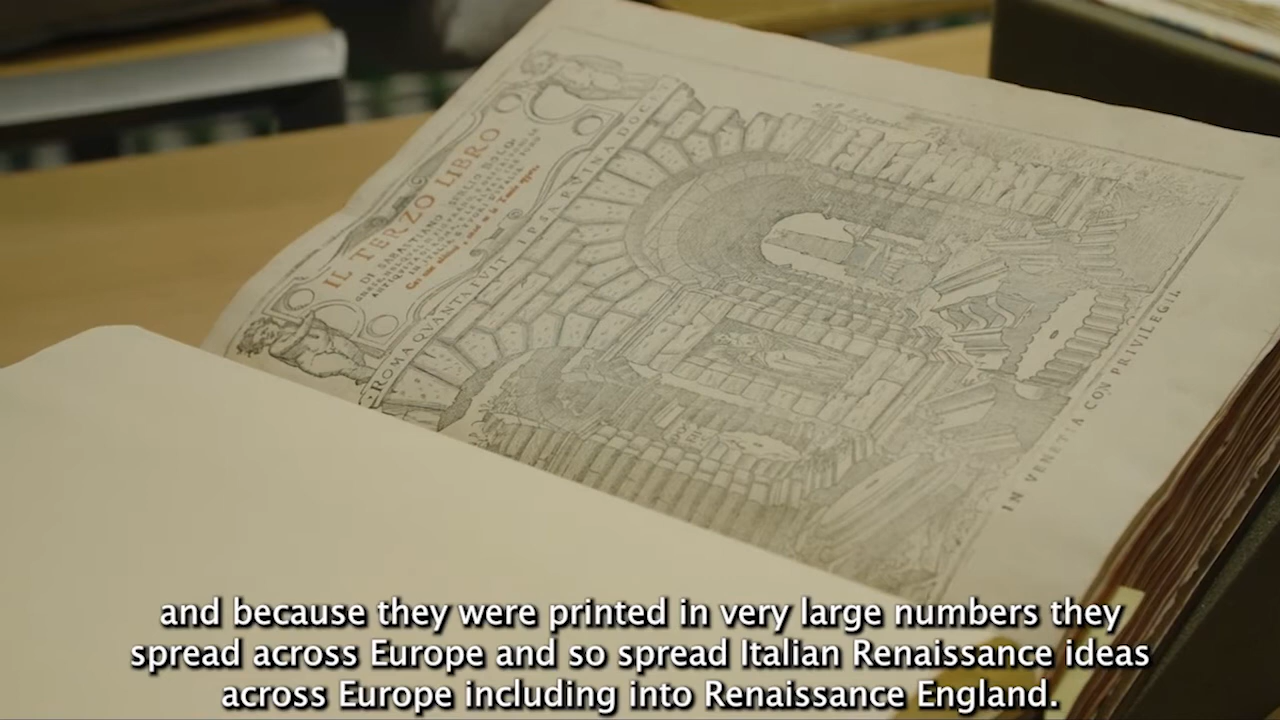 IL TERZO LIBRO
DI SABASTIANO SERLIO BOLO-
ROMA QVANTA FVIT IPSA RVINA DOCET
IN VENETIA CON PRIVILEGII
and because they were printed in very large numbers they
spread across Europe and so spread Italian Renaissance ideas
across Europe including into Renaissance England.